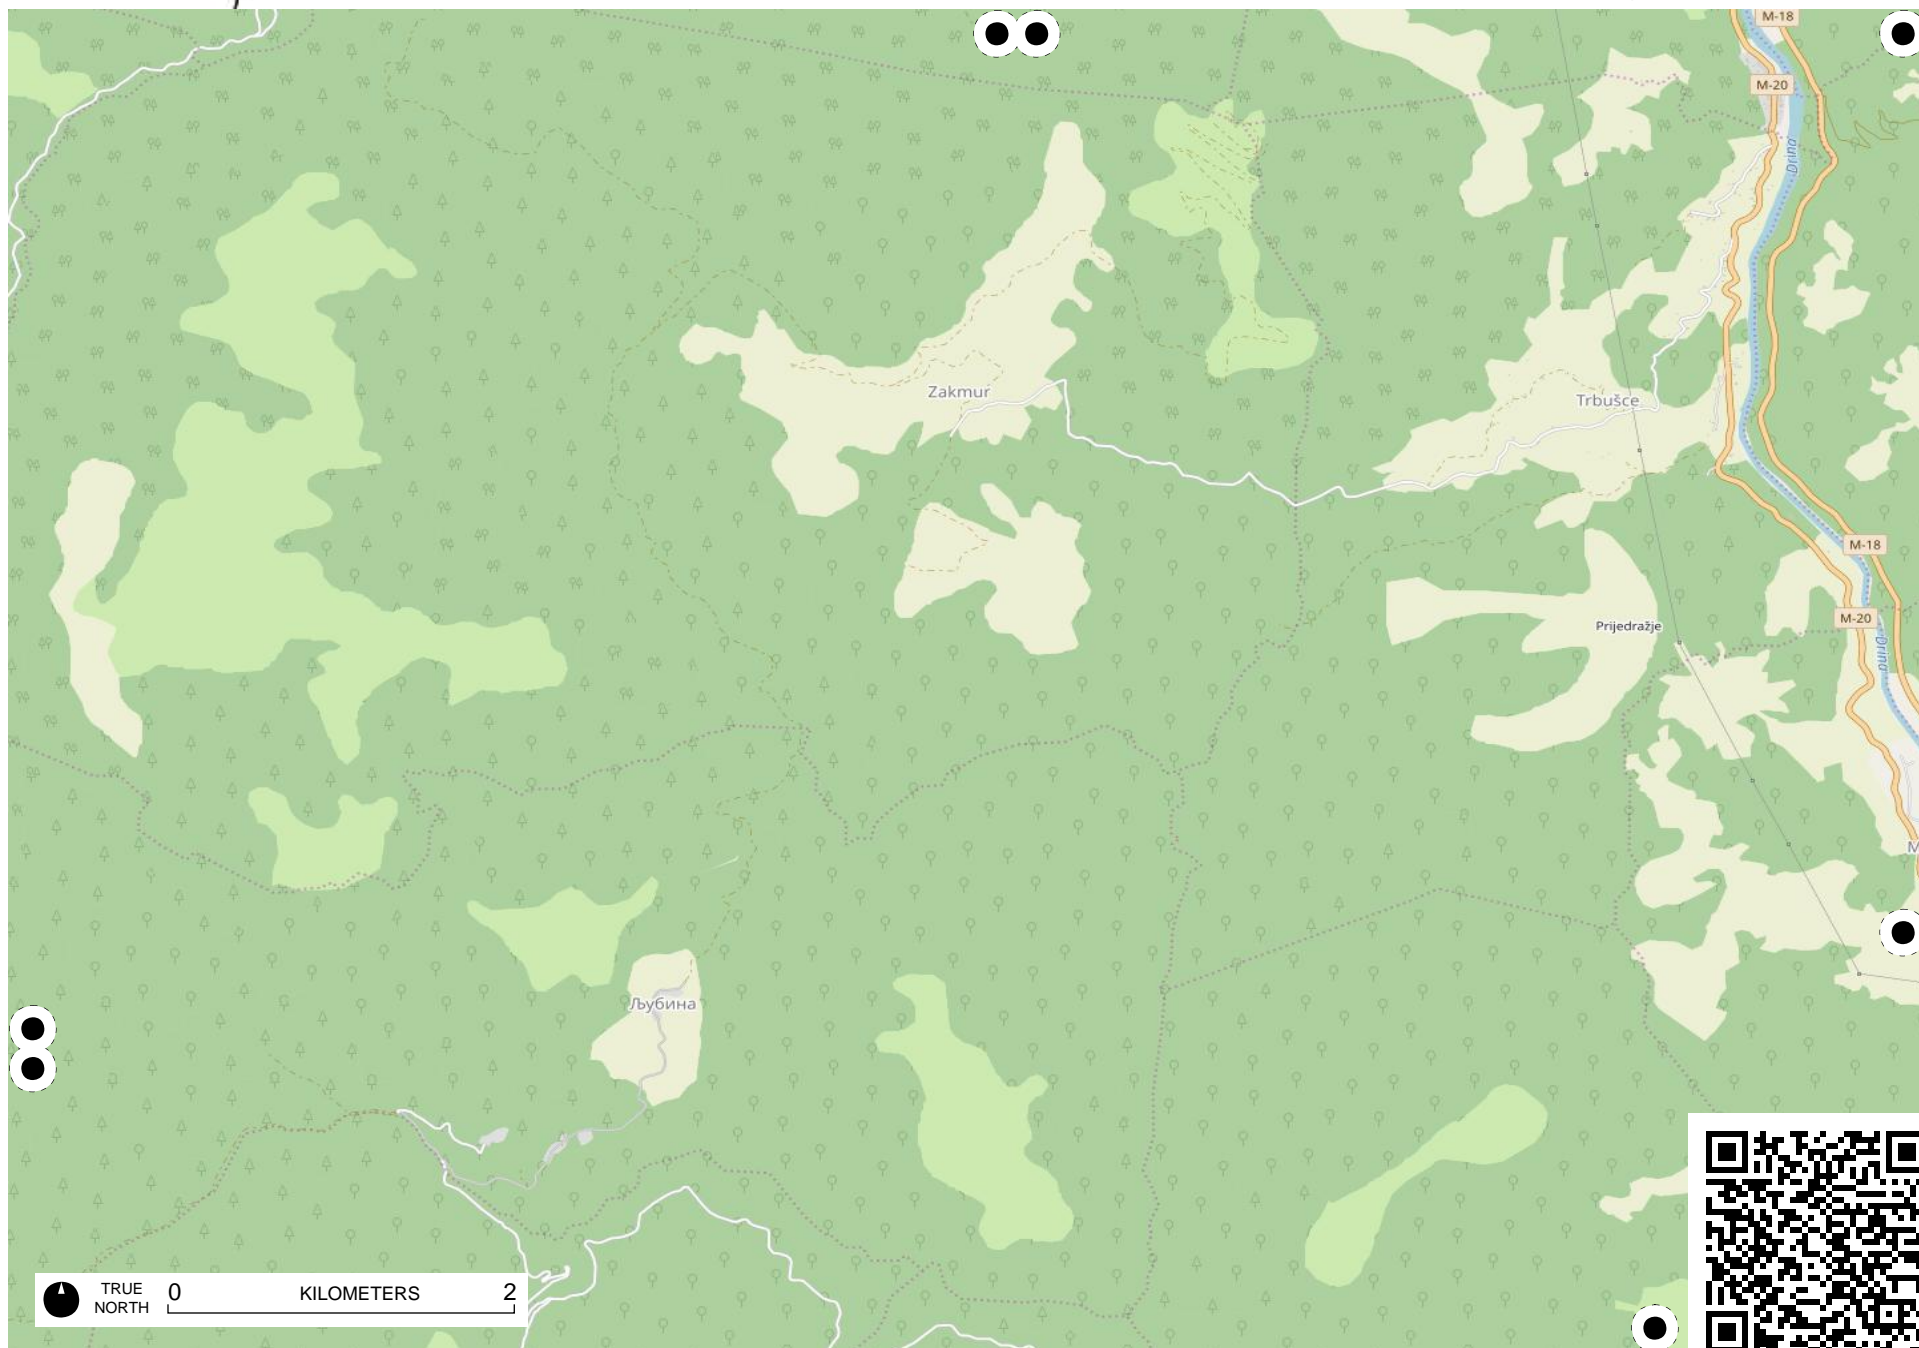 M-18
M-20
Drina
Zakmur
Trbušce
M-18
M-20
Prijedražje
Drina
M
Љубина
TRUE
NORTH
0
KILOMETERS
2